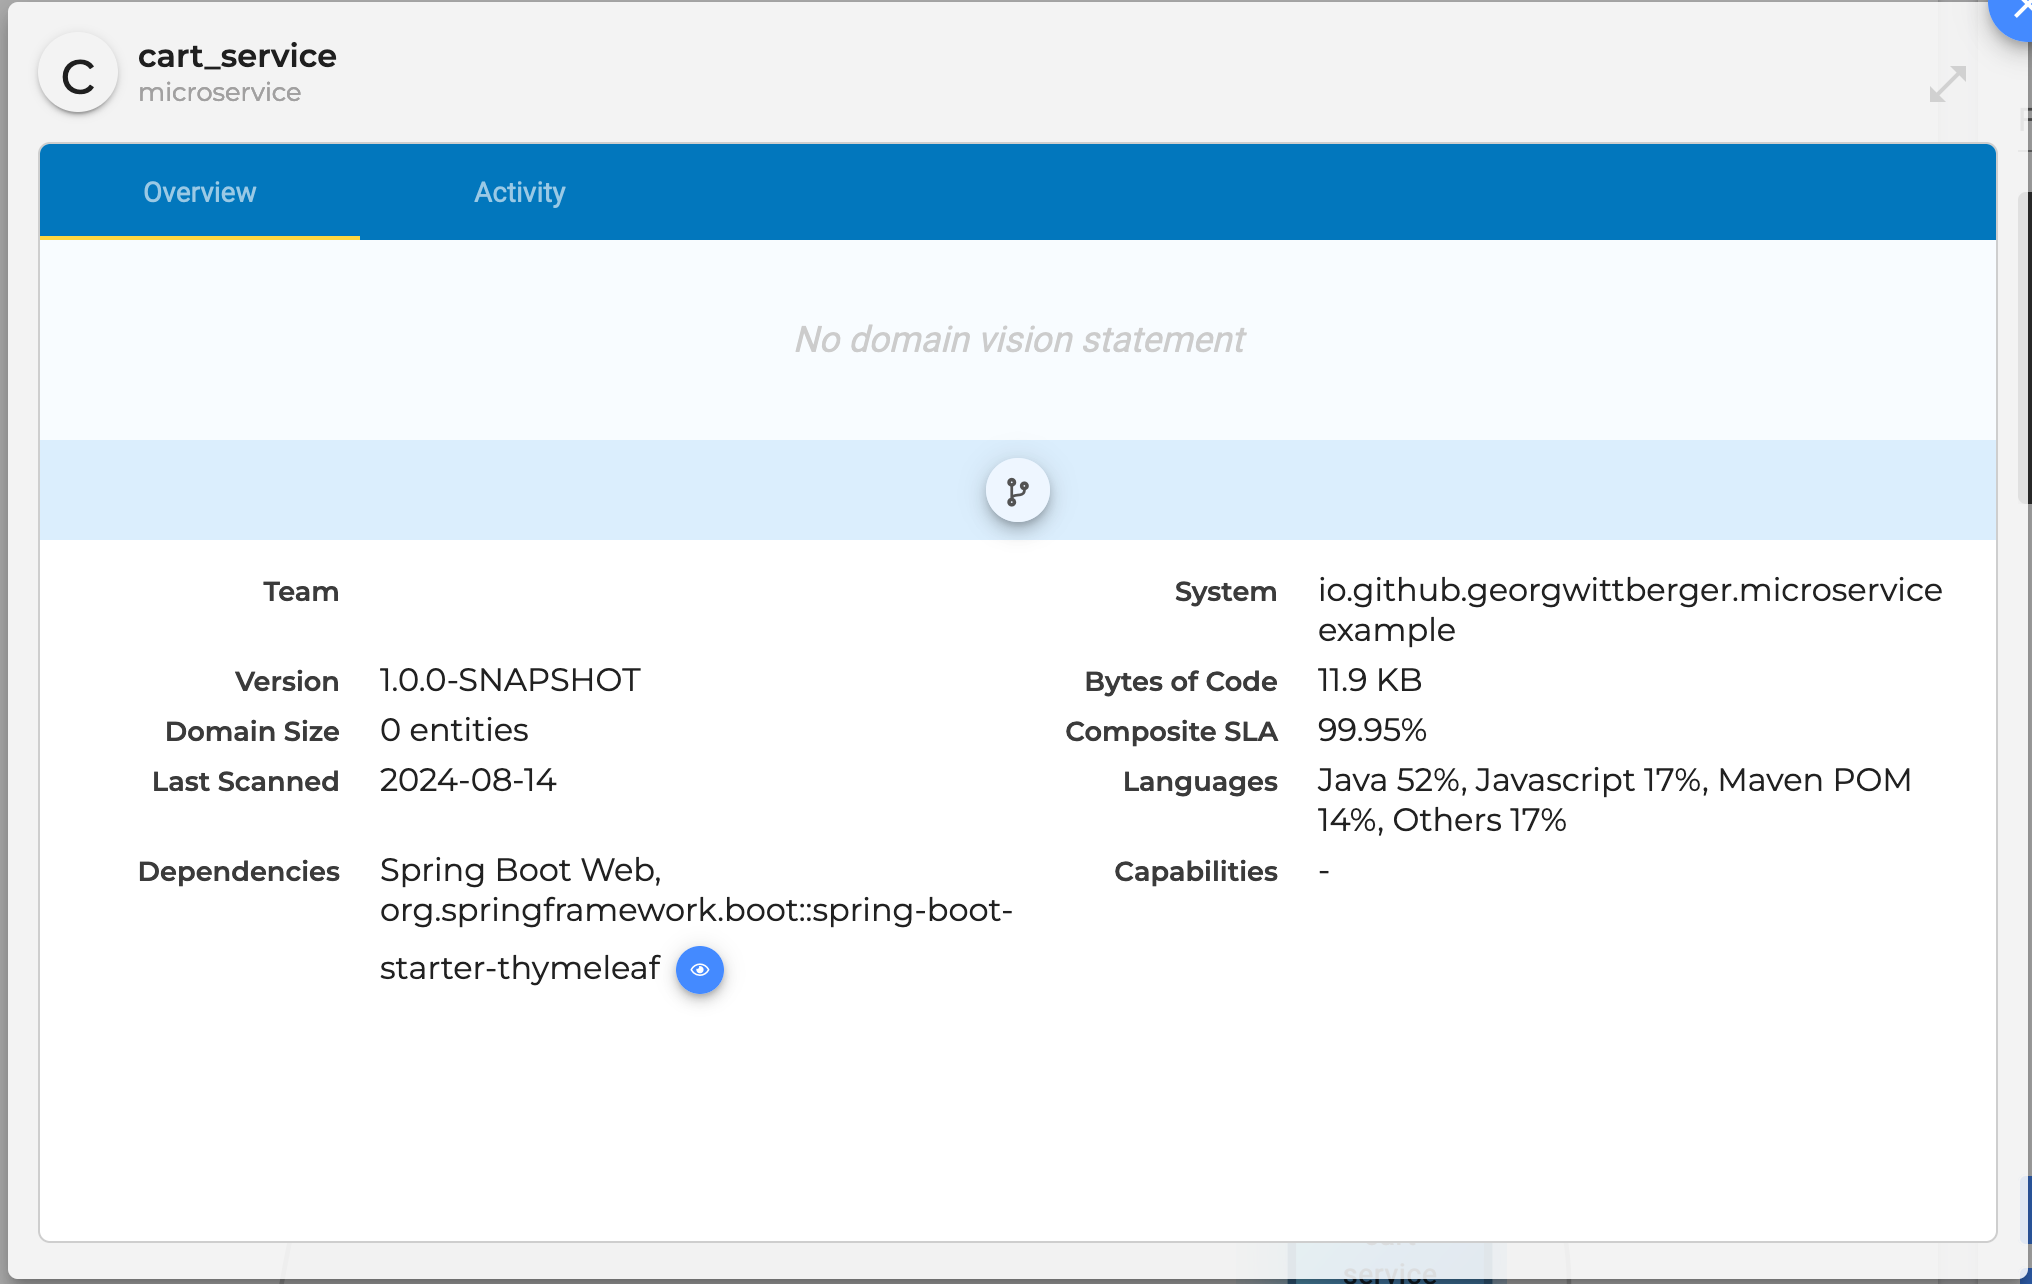 C
cart_service
microservice
Overview
Activity
No domain vision statement
Team
System
io.github.georgwittberger.microservice
example
Version
1.0.0-SNAPSHOT
Bytes of Code
11.9 KB
Domain Size
0 entities
Composite SLA
99.95%
Last Scanned
2024-08-14
Languages
Java 52%, Javascript 17%, Maven POM
14%, Others 17%
Dependencies
Spring Boot Web,
org.springframework.boot::spring-boot-
starter-thymeleaf
Capabilities
-
service